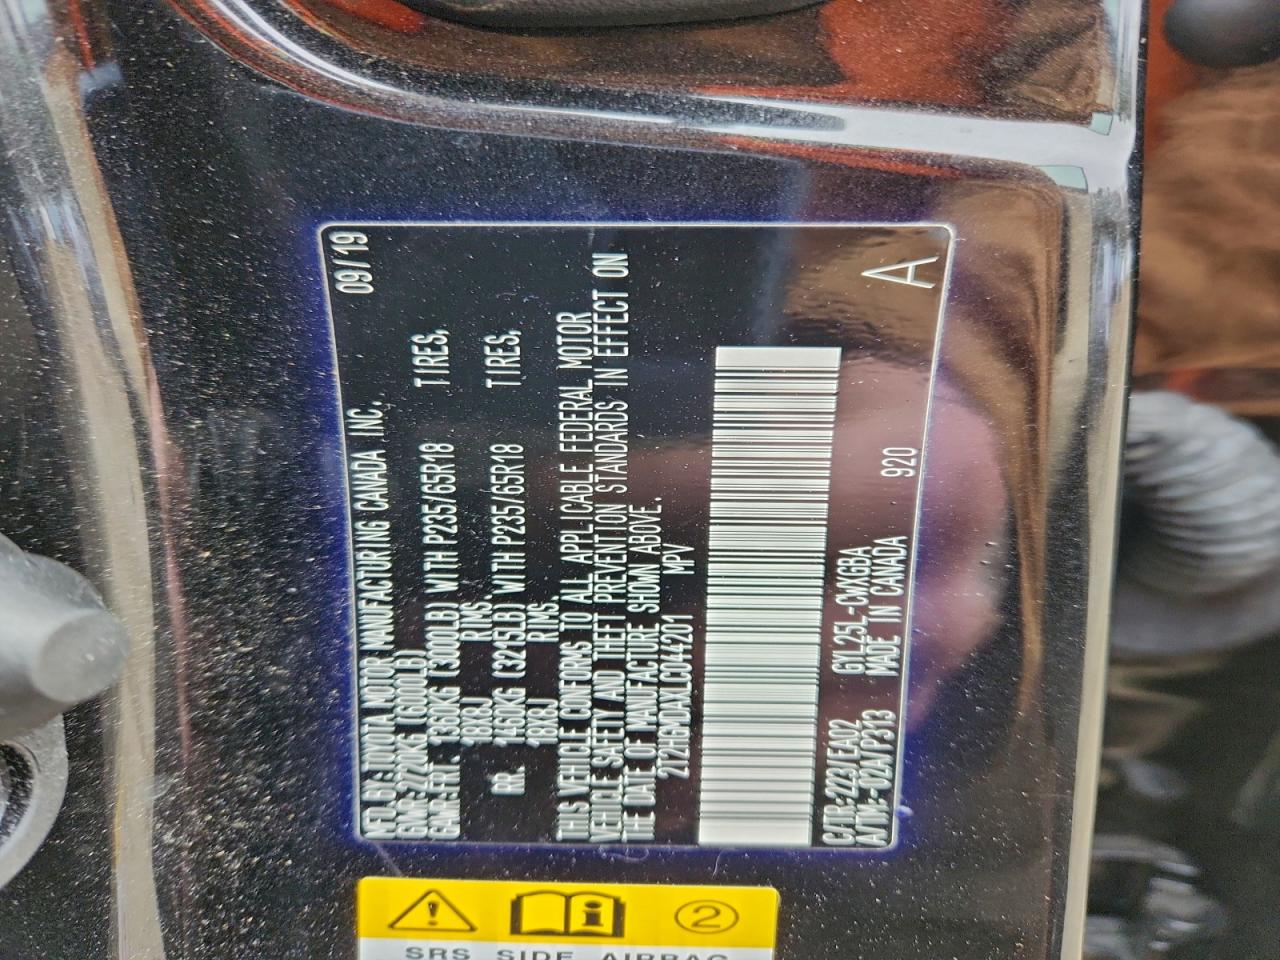 MFD. BY: TOYOTA MOTOR MANUFACTURING CANADA INC. 09/19
GVWR: 2720KG (6000LB)
GAWR: FRT. 1360KG (3000LB) WITH P235/65R18 TIRES,
18X8J RIMS,
RR. 1460KG (3215LB) WITH P235/65R18 TIRES,
18X8J RIMS.
THIS VEHICLE CONFORMS TO ALL APPLICABLE FEDERAL MOTOR
VEHICLE SAFETY AND THEFT PREVENTION STANDARDS IN EFFECT ON
THE DATE OF MANUFACTURE SHOWN ABOVE.
MPV
C/TR: 223/EA02 GYL25L-CWXGBA
A/TM: -02A/P313 MADE IN CANADA 920 A
2
SRS SIDE AIRBAG